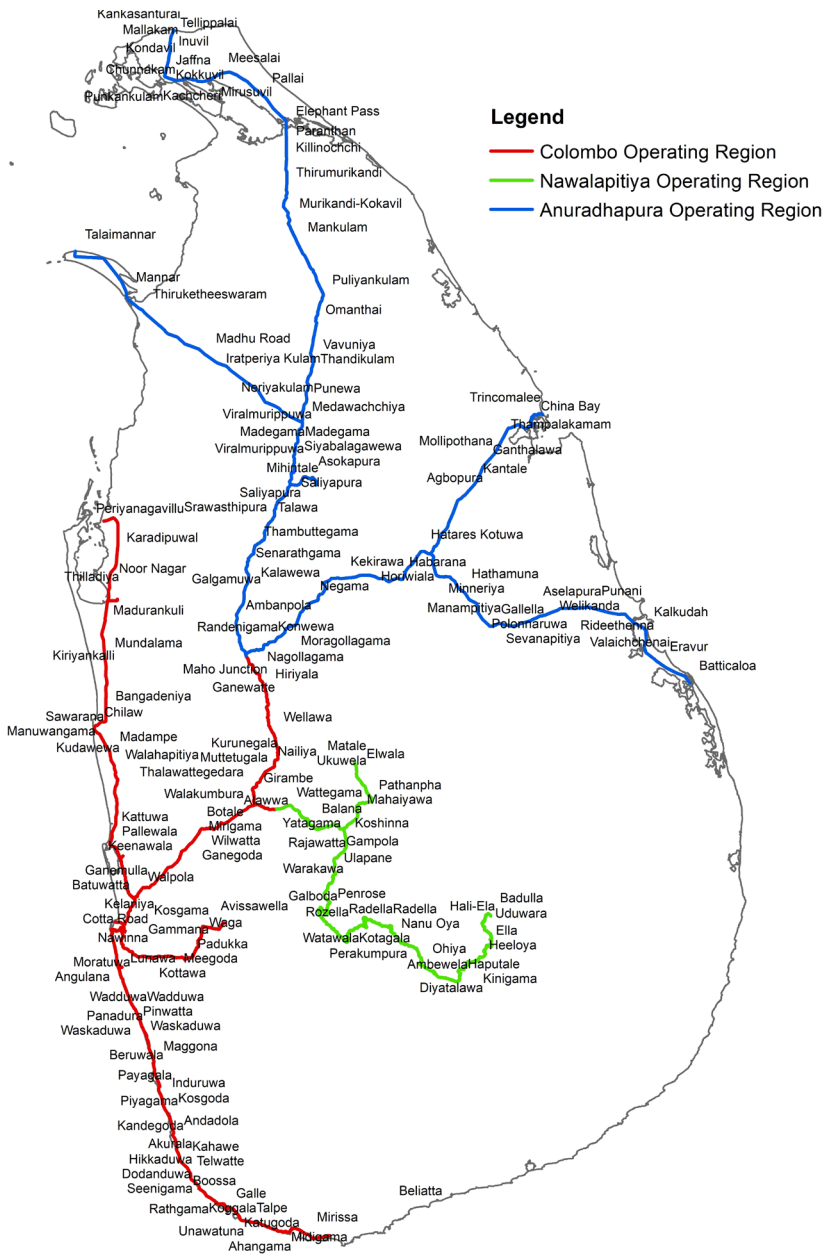 Kankasanturai
Tellippalai
Mallakam
Inuvil
Kondavil
Jaffna
Meesalai
Chunnakam
Kokkuvil
Pallai
Mirusuvil
Punkankulam
Kachcheri
Elephant Pass
Paranthan
Killinochchi
Legend
Colombo Operating Region
Nawalapitiya Operating Region
Anuradhapura Operating Region
Thirumurikandi
Murikandi-Kokavil
Mankulam
Talaimannar
Mannar
Thiruketheeswaram
Puliyankulam
Omanthai
Madhu Road
Vavuniya
Iratperiya Kulam
Thandikulam
Neriyakulam
Punewa
Medawachchiya
Viralmurippuwa
Madegama
Madegama
Viralmurippuwa
Siyabalagawewa
Mihintale
Asokapura
Saliyapura
Saliyapura
Srawasthipura
Talawa
Trincomalee
China Bay
Thampalakamam
Mollipothana
Ganthalawa
Kantale
Agbopura
Periyanagavillu
Karadipuwal
Thambuttegama
Hatares Kotuwa
Senarathgama
Noor Nagar
Thilladiya
Galgamuwa
Kalawewa
Kekirawa
Habarana
Horiwiala
Negama
Hathamuna
Minneriya
Aselapura
Punani
Madurankuli
Ambanpola
Manampitiya
Gallella
Welikanda
Kalkudah
Randenigama
Konwewa
Polonnaruwa
Rideethenna
Mundalama
Moragollagama
Sevanapitiya
Valaichchenai
Eravur
Kiriyankalli
Nagollagama
Batticaloa
Maho Junction
Hiriyala
Ganewatte
Bangadeniya
Sawarana
Chilaw
Wellawa
Manuwangama
Madampe
Kudawewa
Walahapitiya
Kurunegala
Muttetugala
Nailiya
Matale
Elwala
Ukuwela
Thalawattegedara
Girambe
Pathanpha
Walakumbura
Wattegama
Mahaiyawa
Alawwa
Balana
Kattuwa
Botale
Yatagama
Koshinna
Pallewala
Mirigama
Keenawala
Wilwatta
Rajawatta
Gampola
Ganegoda
Ulapane
Ganemulla
Walpola
Warakawa
Batuwatta
Kelaniya
Kosgama
Avissawella
Galboda
Penrose
Hali-Ela
Badulla
Cotta Road
Waga
Rozella
Radella
Radella
Uduwara
Gammana
Nanu Oya
Nawinna
Padukka
Watawala
Kotagala
Ella
Lunawa
Meegoda
Perakumpura
Ohiya
Heeloya
Moratuwa
Kottawa
Ambewela
Haputale
Angulana
Diyatalawa
Kinigama
Wadduwa
Wadduwa
Panadura
Pinwatta
Waskaduwa
Waskaduwa
Maggona
Beruwala
Payagala
Induruwa
Piyagama
Kosgoda
Kandegoda
Andadola
Akurala
Kahawe
Hikkaduwa
Telwatte
Dodanduwa
Boossa
Seenigama
Galle
Beliatta
Rathgama
Koggala
Talpe
Katugoda
Mirissa
Unawatuna
Midigama
Ahangama